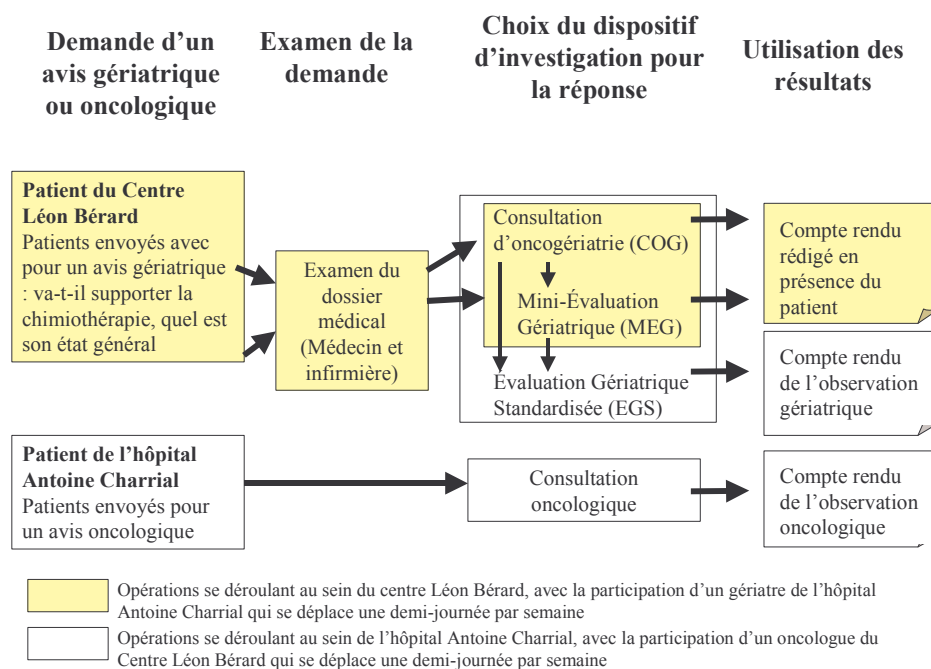 Demande d’un
avis gériatrique
ou oncologique
Examen de la
demande
Choix du dispositif
d’investigation pour
la réponse
Utilisation des
résultats
Patient du Centre
Léon Bérard
Patients envoyés avec
pour un avis gériatrique
: va-t-il supporter la
chimiothérapie, quel est
son état général
Examen du
dossier
médical
(Médecin et
infirmière)
Consultation
d’oncogériatrie (COG)
Mini-Évaluation
Gériatrique (MEG)
Evaluation Gériatrique
Standardisée (EGS)
Compte rendu
rédigé en
présence du
patient
Compte rendu
de l’observation
gériatrique
Patient de l’hôpital
Antoine Charrial
Patients envoyés pour
un avis oncologique
Consultation
oncologique
Compte rendu
de l’observation
oncologique
Opérations se déroulant au sein du centre Léon Bérard, avec la participation d’un gériatre de l’hôpital
Antoine Charrial qui se déplace une demi-journée par semaine
Opérations se déroulant au sein de l’hôpital Antoine Charrial, avec la participation d’un oncologue du
Centre Léon Bérard qui se déplace une demi-journée par semaine